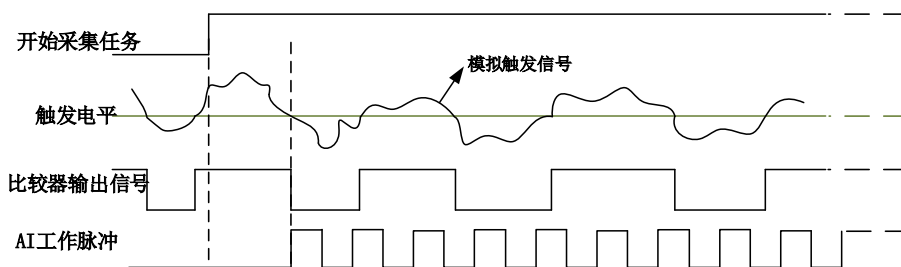 开始采集任务
模拟触发信号
触发电平
比较器输出信号
AI工作脉冲